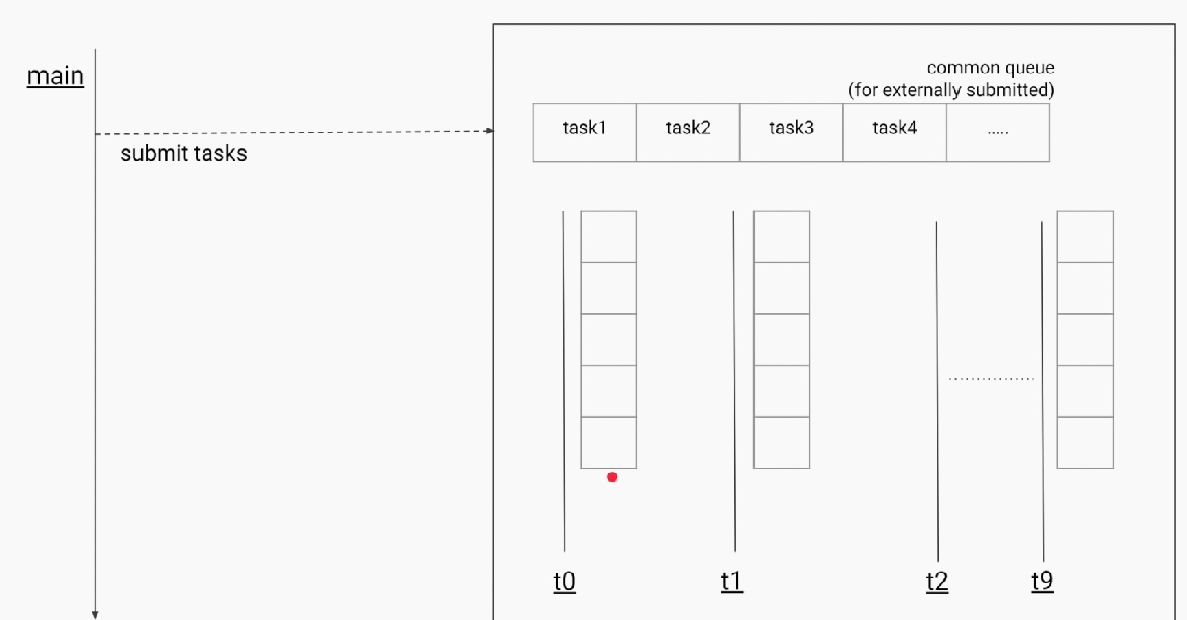 main
submit tasks
common queue
(for externally submitted)
task1 task2 task3 task4 .....
t0 t1 t2 t9